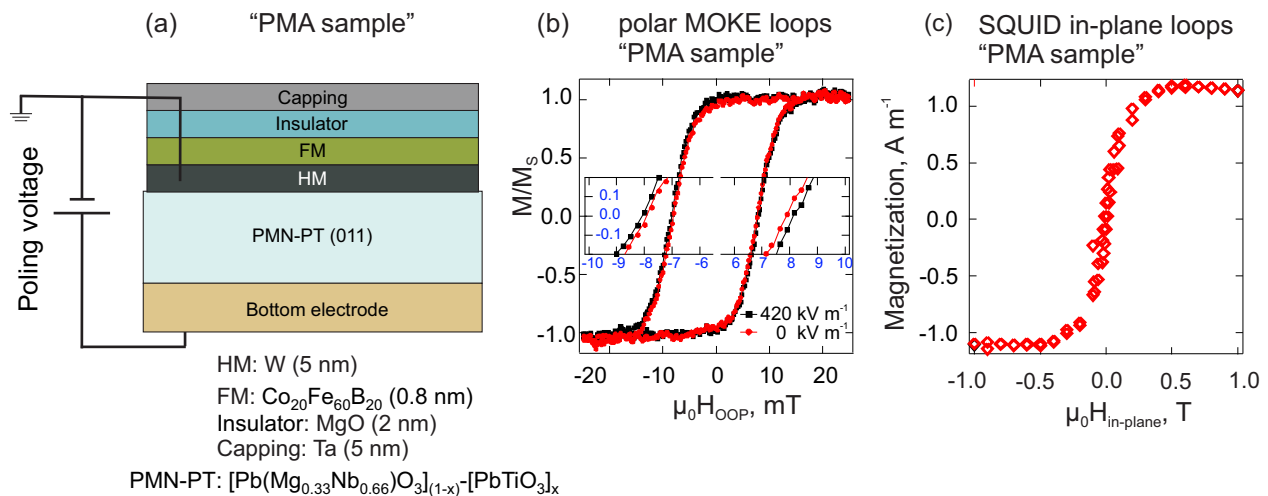 (a) "PMA sample"
Capping
Insulator
FM
HM
PMN-PT (011)
Bottom electrode
Poling voltage
HM: W (5 nm)
FM: Co₂₀Fe₆₀B₂₀ (0.8 nm)
Insulator: MgO (2 nm)
Capping: Ta (5 nm)
PMN-PT: [Pb(Mg₀.₃₃Nb₀.₆₆)O₃]₍₁₋ₓ₎-[PbTiO₃]ₓ
(b) polar MOKE loops
"PMA sample"
M/Mₛ
1.0
0.5
0.0
-0.5
-1.0
0.1
0.0
-0.1
-10 -9 -8 -7 -6
6 7 8 9 10
420 kV m⁻¹
0 kV m⁻¹
-20 -10 0 10 20
μ₀H_OOP, mT
(c) SQUID in-plane loops
"PMA sample"
Magnetization, A m⁻¹
1.0
0.5
0.0
-0.5
-1.0
-1.0 -0.5 0.0 0.5 1.0
μ₀H_in-plane, T